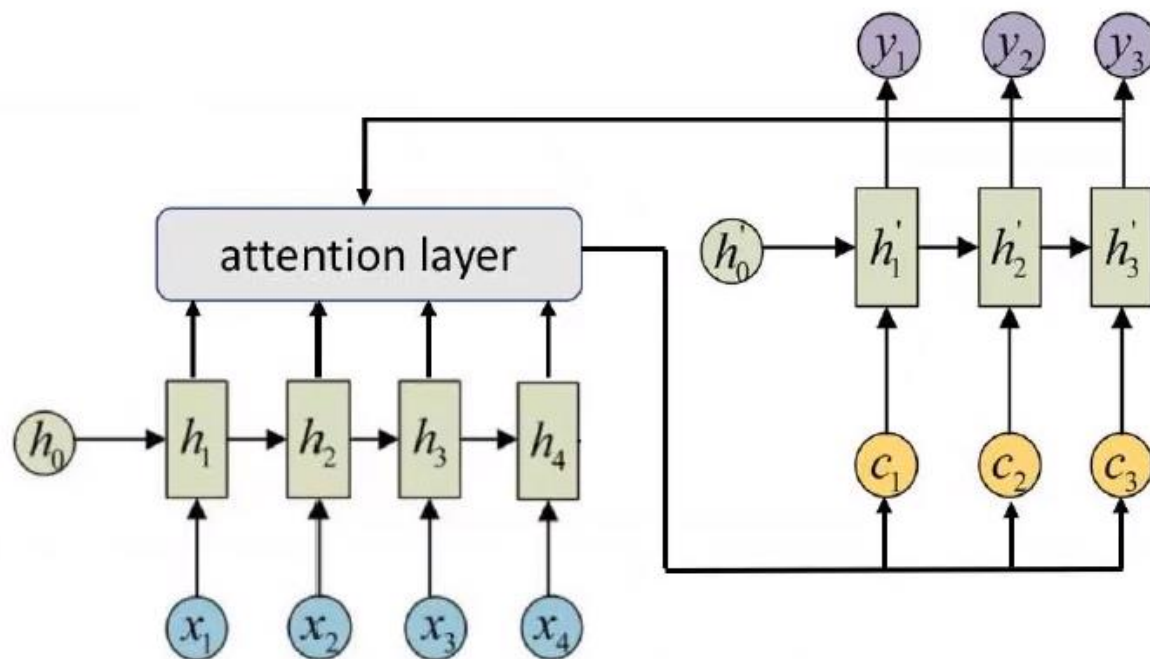 y₁ y₂ y₃
attention layer
h'₀ h'₁ h'₂ h'₃
h₀ h₁ h₂ h₃ h₄
c₁ c₂ c₃
x₁ x₂ x₃ x₄